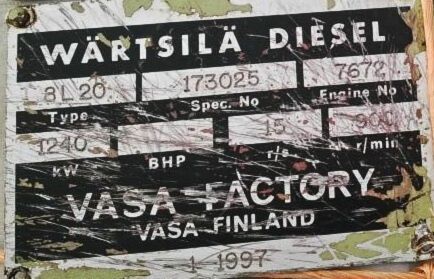 WÄRTSILÄ DIESEL
8L20 173025 7672
Type Spec. No Engine No
1240 15 900
kW BHP r/s r/min
VASA FACTORY
VASA FINLAND
1 1997